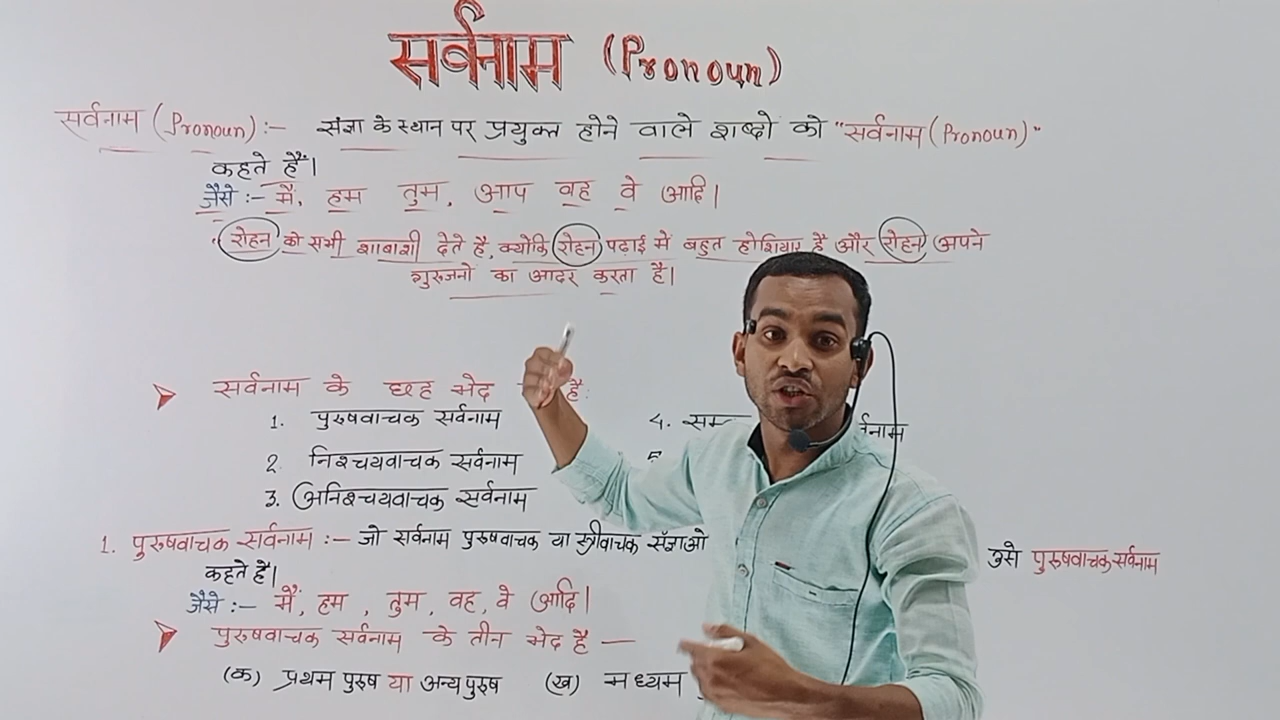 सर्वनाम (Pronoun)
सर्वनाम (Pronoun) :- संज्ञा के स्थान पर प्रयुक्त होने वाले शब्दो को "सर्वनाम (Pronoun)"
कहते हैं।
जैसे :- मैं, हम तुम, आप वह वे आदि।
रोहन को सभी शाबाशी देते है, क्योकि रोहन पढ़ाई मे बहुत होशियार है और रोहन अपने
गुरुजनो का आदर करता है।
सर्वनाम के छह भेद है:
1. पुरुषवाचक सर्वनाम 4.
2. निश्चयवाचक सर्वनाम
3. अनिश्चयवाचक सर्वनाम
1. पुरुषवाचक सर्वनाम :- जो सर्वनाम पुरुषवाचक या स्त्रीवाचक सँज्ञाओ उसे पुरुषवाचक सर्वनाम
कहते है।
जैसे :- मैं, हम, तुम, वह, वे आदि।
पुरुषवाचक सर्वनाम के तीन भेद है —
(क) प्रथम पुरुष या अन्य पुरुष (ख) मध्यम